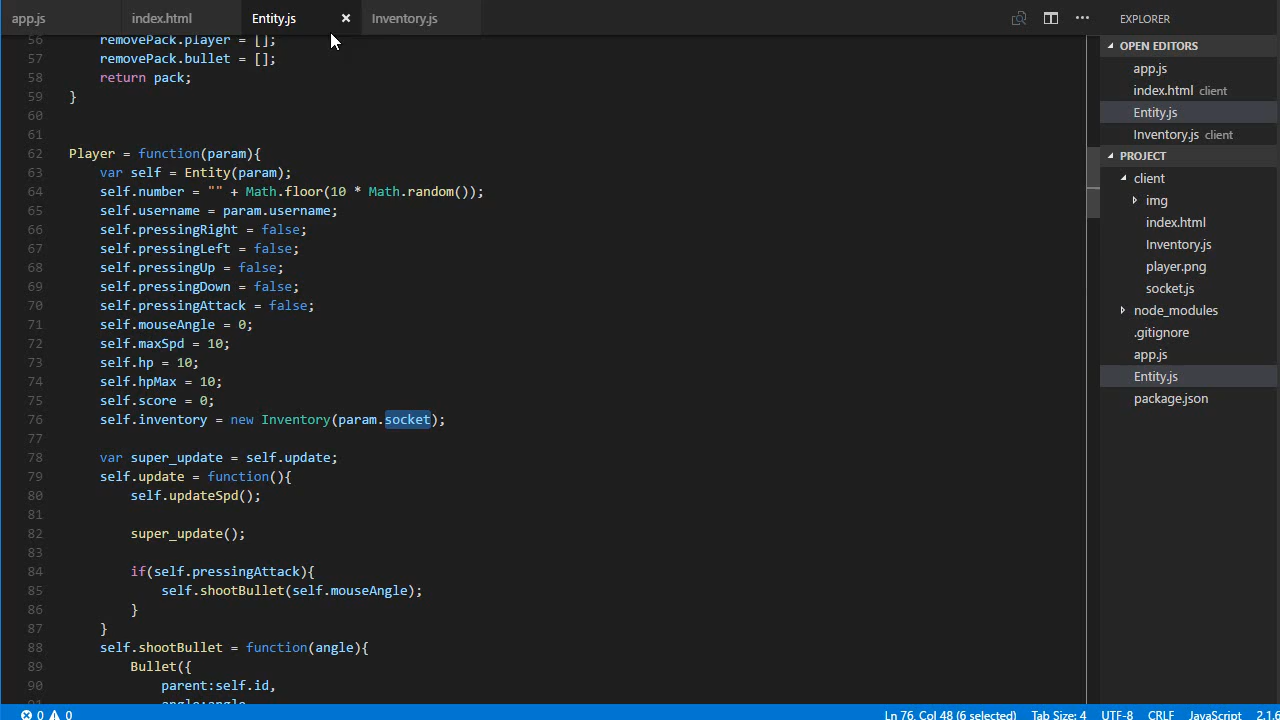 app.js index.html Entity.js × Inventory.js
56 removePack.player = [];
57 removePack.bullet = [];
58 return pack;
59 }
60
61
62 Player = function(param){
63 var self = Entity(param);
64 self.number = "" + Math.floor(10 * Math.random());
65 self.username = param.username;
66 self.pressingRight = false;
67 self.pressingLeft = false;
68 self.pressingUp = false;
69 self.pressingDown = false;
70 self.pressingAttack = false;
71 self.mouseAngle = 0;
72 self.maxSpd = 10;
73 self.hp = 10;
74 self.hpMax = 10;
75 self.score = 0;
76 self.inventory = new Inventory(param.socket);
77
78 var super_update = self.update;
79 self.update = function(){
80 self.updateSpd();
81
82 super_update();
83
84 if(self.pressingAttack){
85 self.shootBullet(self.mouseAngle);
86 }
87 }
88 self.shootBullet = function(angle){
89 Bullet({
90 parent:self.id,
91 angle:angle,
EXPLORER
OPEN EDITORS
app.js
index.html client
Entity.js
Inventory.js client
PROJECT
client
img
index.html
Inventory.js
player.png
socket.js
node_modules
.gitignore
app.js
Entity.js
package.json
0 0 Ln 76, Col 48 (6 selected) Tab Size: 4 UTF-8 CRLF JavaScript 2.1.6